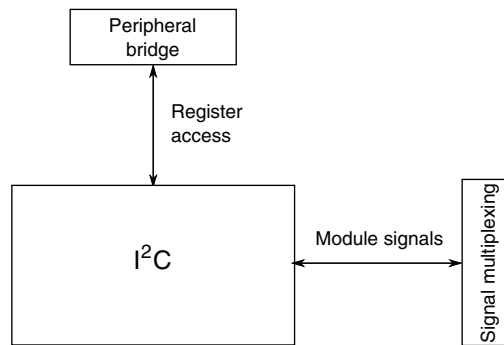 Peripheral
bridge
Register
access
I²C
Module signals
Signal multiplexing